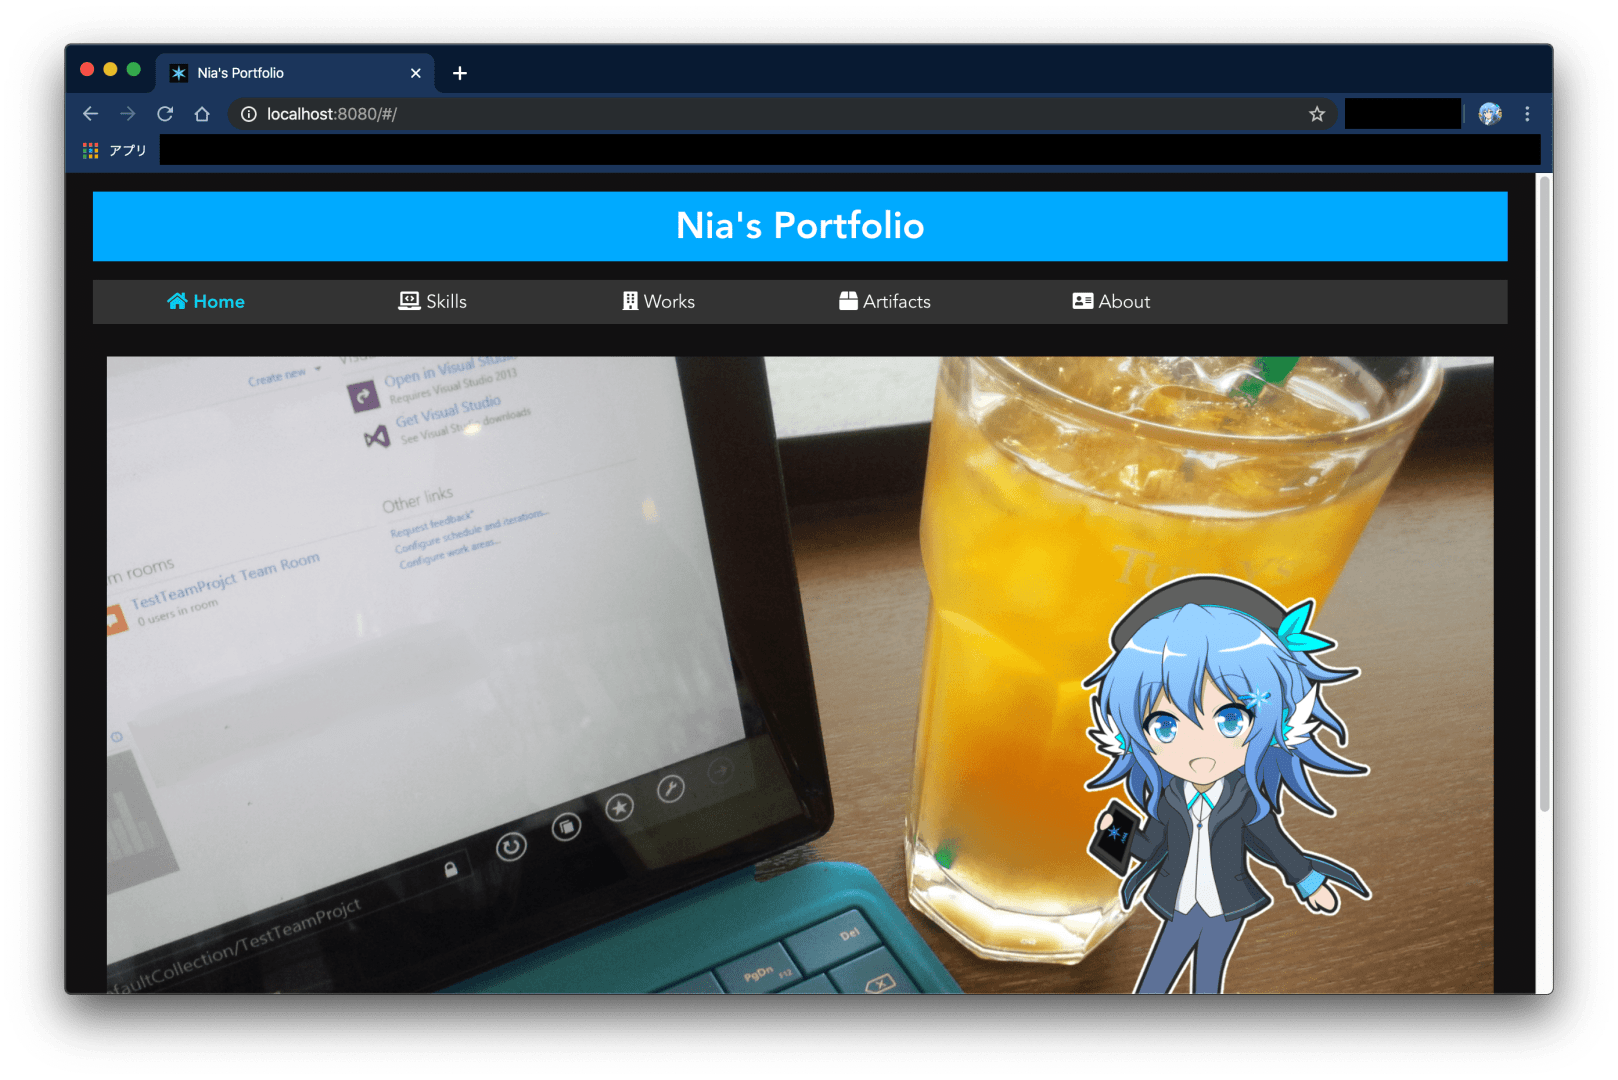 Nia's Portfolio
localhost:8080/#/
アプリ
Nia's Portfolio
Home
Skills
Works
Artifacts
About
Create new
Open in Visual Studio
Requires Visual Studio 2013
Get Visual Studio
See Visual Studio downloads
Other links
Request feedback
Configure schedule and iterations...
Configure work areas...
m rooms
TestTeamProjct Team Room
0 users in room
faultCollection/TestTeamProjct
Del
PgDn F12